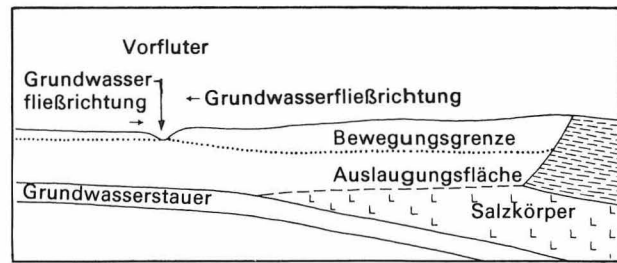 Vorfluter
Grundwasser-
fließrichtung
Grundwasserfließrichtung
Bewegungsgrenze
Auslaugungsfläche
Grundwasserstauer
Salzkörper